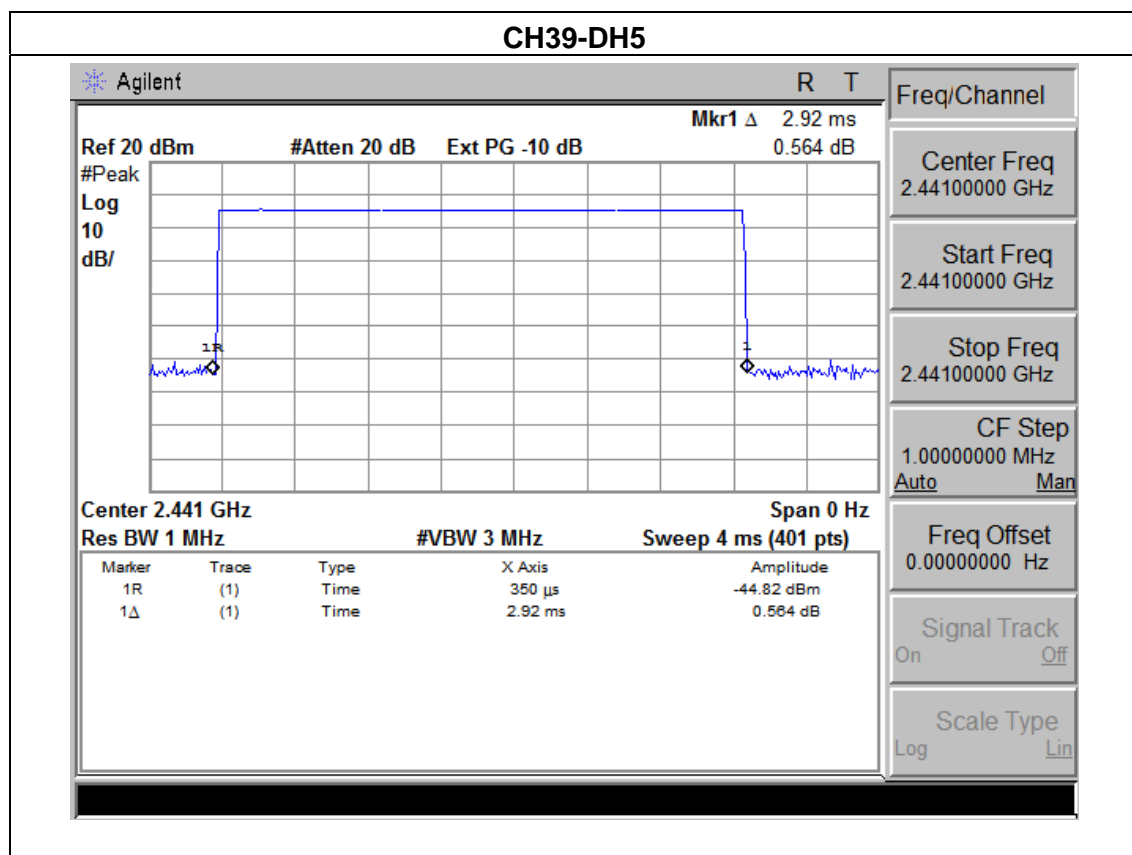 CH39-DH5
Agilent R T
Mkr1 Δ 2.92 ms
Ref 20 dBm #Atten 20 dB Ext PG -10 dB 0.564 dB
#Peak
Log
10
dB/
1R
1
Center 2.441 GHz Span 0 Hz
Res BW 1 MHz #VBW 3 MHz Sweep 4 ms (401 pts)
Marker Trace Type X Axis Amplitude
1R (1) Time 350 µs -44.82 dBm
1Δ (1) Time 2.92 ms 0.564 dB
Freq/Channel
Center Freq
2.44100000 GHz
Start Freq
2.44100000 GHz
Stop Freq
2.44100000 GHz
CF Step
1.00000000 MHz
Auto Man
Freq Offset
0.00000000 Hz
Signal Track
On Off
Scale Type
Log Lin